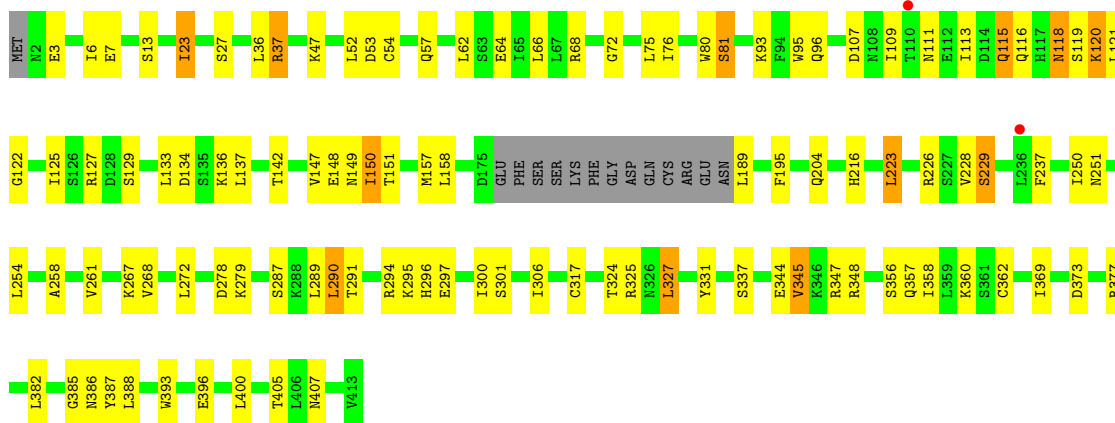 MET N2 E3 I6 E7 S13 I23 S27 L36 R37 K47 L52 D53 C54 Q57 L62 S63 E64 I65 L66 L67 R68 G72 L75 I76 W80 S81 K93 F94 W95 Q96 D107 N108 I109 T110 N111 E112 I113 D114 Q115 Q116 H117 N118 S119 K120 L121
G122 I125 S126 R127 D128 S129 L133 D134 S135 K136 L137 T142 V147 E148 N149 I150 T151 M157 L158 D175 GLU PHE SER SER LYS PHE GLY ASP GLN CYS ARG GLU ASN L189 F195 Q204 H216 L223 R226 S227 V228 S229 L236 F237 I250 N251
L254 A258 V261 K267 V268 L272 D278 K279 S287 K288 L289 L290 T291 R294 K295 H296 E297 I300 S301 I306 C317 T324 R325 N326 L327 Y331 S337 E344 V345 K346 R347 R348 S356 Q357 I358 L359 K360 S361 C362 I369 D373
L382 G385 N386 Y387 L388 W393 E396 L400 T405 L406 N407 V413